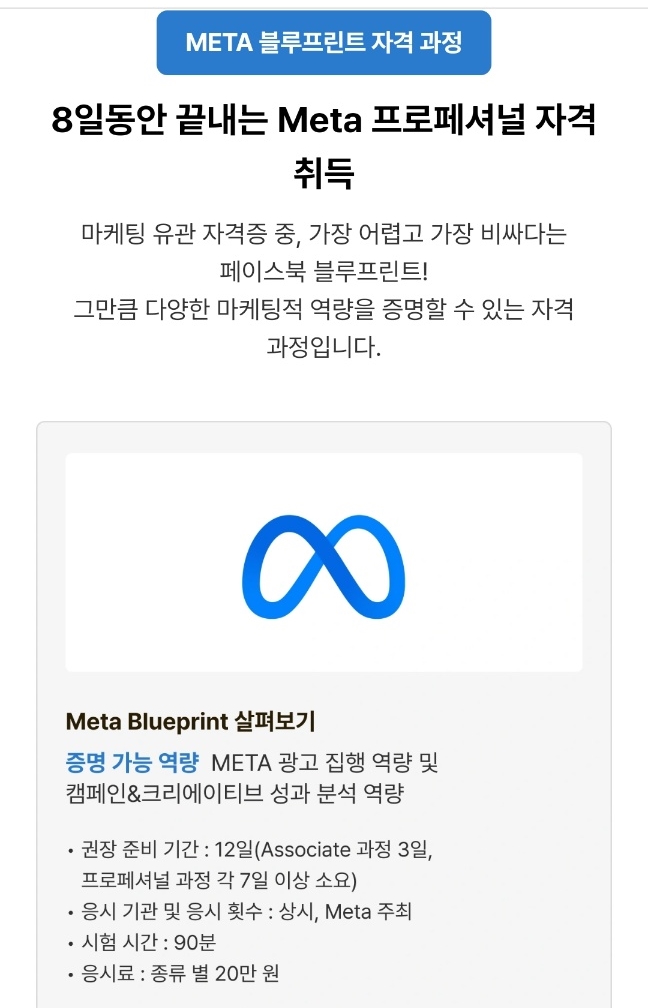 META 블루프린트 자격 과정
8일동안 끝내는 Meta 프로페셔널 자격
취득
마케팅 유관 자격증 중, 가장 어렵고 가장 비싸다는
페이스북 블루프린트!
그만큼 다양한 마케팅적 역량을 증명할 수 있는 자격
과정입니다.
Meta Blueprint 살펴보기
증명 가능 역량 META 광고 집행 역량 및
캠페인&크리에이티브 성과 분석 역량
• 권장 준비 기간 : 12일(Associate 과정 3일,
프로페셔널 과정 각 7일 이상 소요)
• 응시 기관 및 응시 횟수 : 상시, Meta 주최
• 시험 시간 : 90분
• 응시료 : 종류 별 20만 원